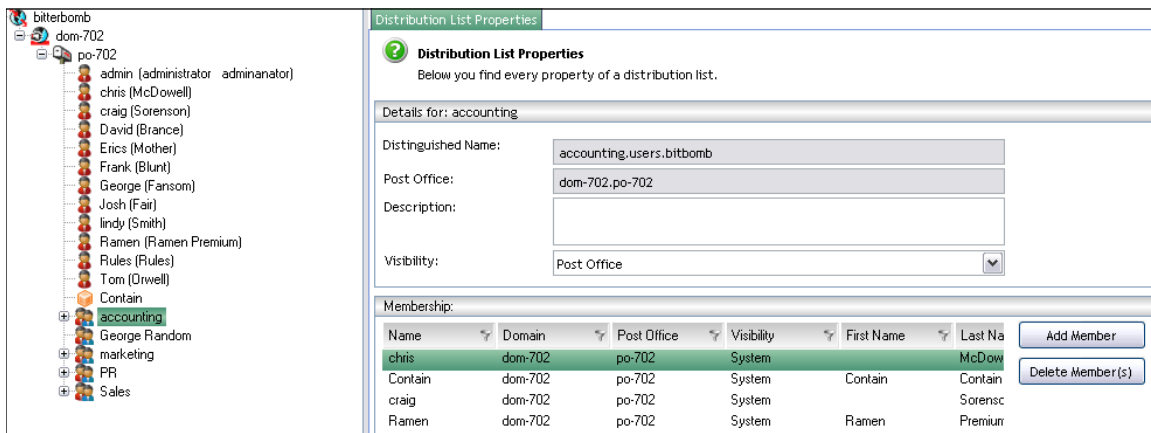 bitterbomb
dom-702
po-702
admin (administrator adminanator)
chris (McDowell)
craig (Sorenson)
David (Brance)
Erics (Mother)
Frank (Blunt)
George (Fansom)
Josh (Fair)
lindy (Smith)
Ramen (Ramen Premium)
Rules (Rules)
Tom (Orwell)
Contain
accounting
George Random
marketing
PR
Sales
Distribution List Properties
Distribution List Properties
Below you find every property of a distribution list.
Details for: accounting
Distinguished Name: accounting.users.bitbomb
Post Office: dom-702.po-702
Description:
Visibility: Post Office
Membership:
Name Domain Post Office Visibility First Name Last Na
chris dom-702 po-702 System McDow
Contain dom-702 po-702 System Contain Contain
craig dom-702 po-702 System Sorensc
Ramen dom-702 po-702 System Ramen Premium
Add Member
Delete Member(s)